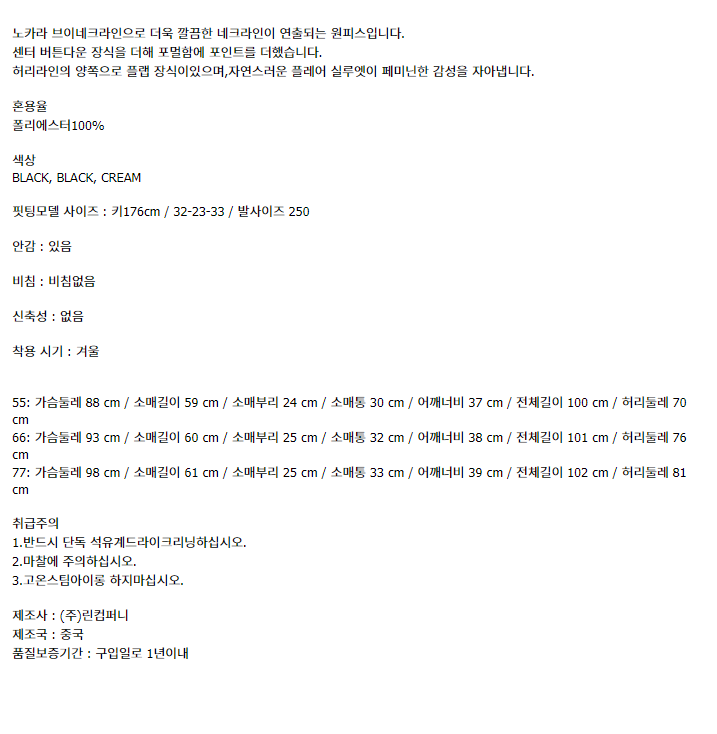 노카라 브이네크라인으로 더욱 깔끔한 네크라인이 연출되는 원피스입니다.
센터 버튼다운 장식을 더해 포멀함에 포인트를 더했습니다.
허리라인의 양쪽으로 플랩 장식이있으며,자연스러운 플레어 실루엣이 페미닌한 감성을 자아냅니다.
혼용율
폴리에스터100%
색상
BLACK, BLACK, CREAM
핏팅모델 사이즈 : 키176cm / 32-23-33 / 발사이즈 250
안감 : 있음
비침 : 비침없음
신축성 : 없음
착용 시기 : 겨울
55: 가슴둘레 88 cm / 소매길이 59 cm / 소매부리 24 cm / 소매통 30 cm / 어깨너비 37 cm / 전체길이 100 cm / 허리둘레 70
cm
66: 가슴둘레 93 cm / 소매길이 60 cm / 소매부리 25 cm / 소매통 32 cm / 어깨너비 38 cm / 전체길이 101 cm / 허리둘레 76
cm
77: 가슴둘레 98 cm / 소매길이 61 cm / 소매부리 25 cm / 소매통 33 cm / 어깨너비 39 cm / 전체길이 102 cm / 허리둘레 81
cm
취급주의
1.반드시 단독 석유계드라이크리닝하십시오.
2.마찰에 주의하십시오.
3.고온스팀아이롱 하지마십시오.
제조사 : (주)린컴퍼니
제조국 : 중국
품질보증기간 : 구입일로 1년이내